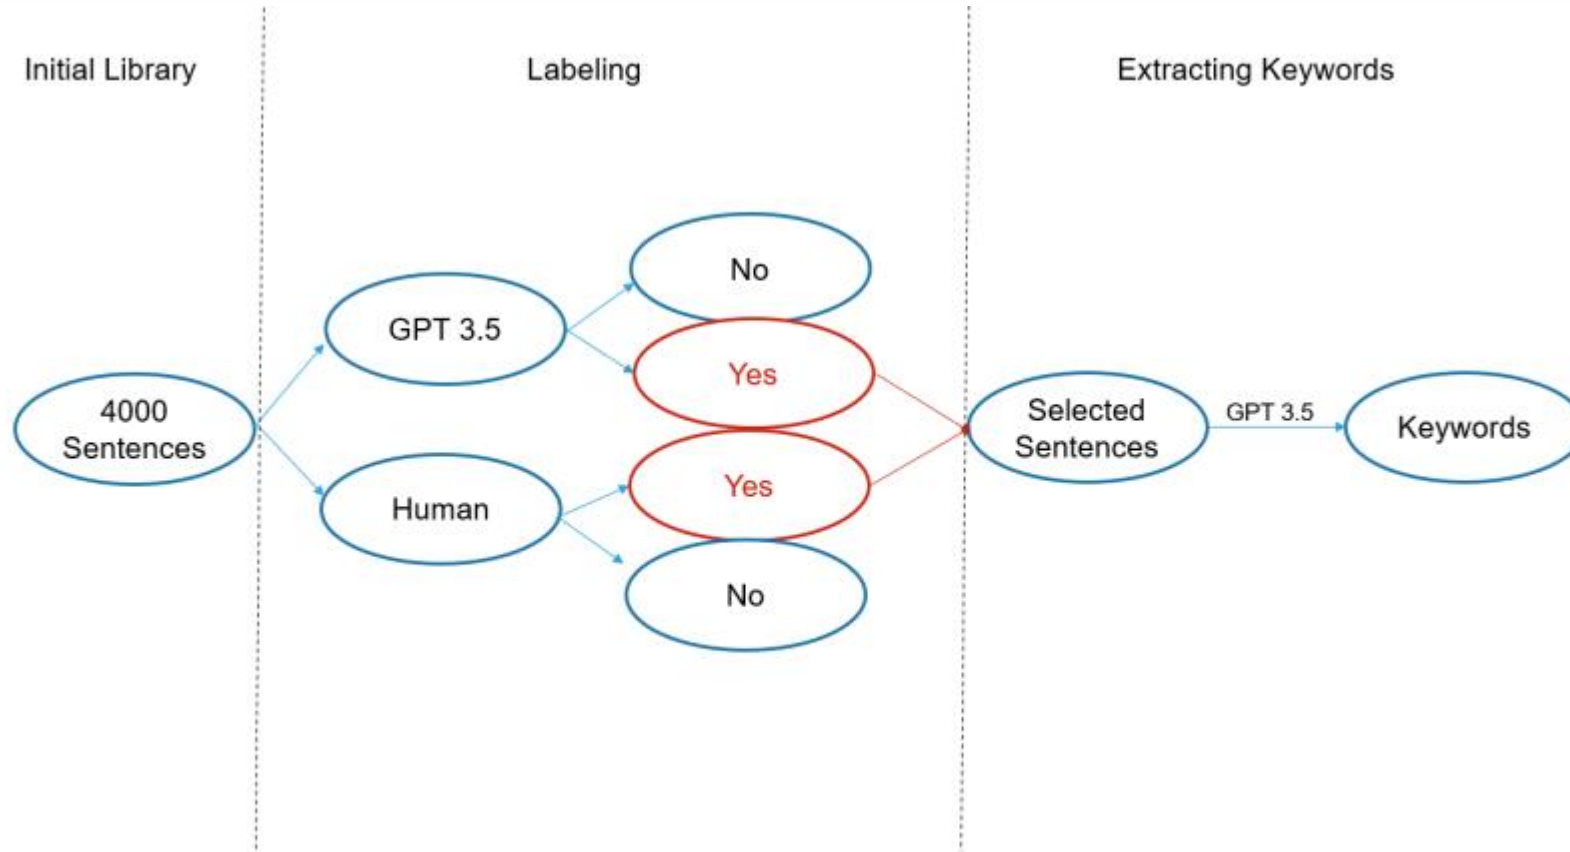 Initial Library
Labeling
Extracting Keywords
4000
Sentences
GPT 3.5
Human
No
Yes
Yes
No
Selected
Sentences
GPT 3.5
Keywords